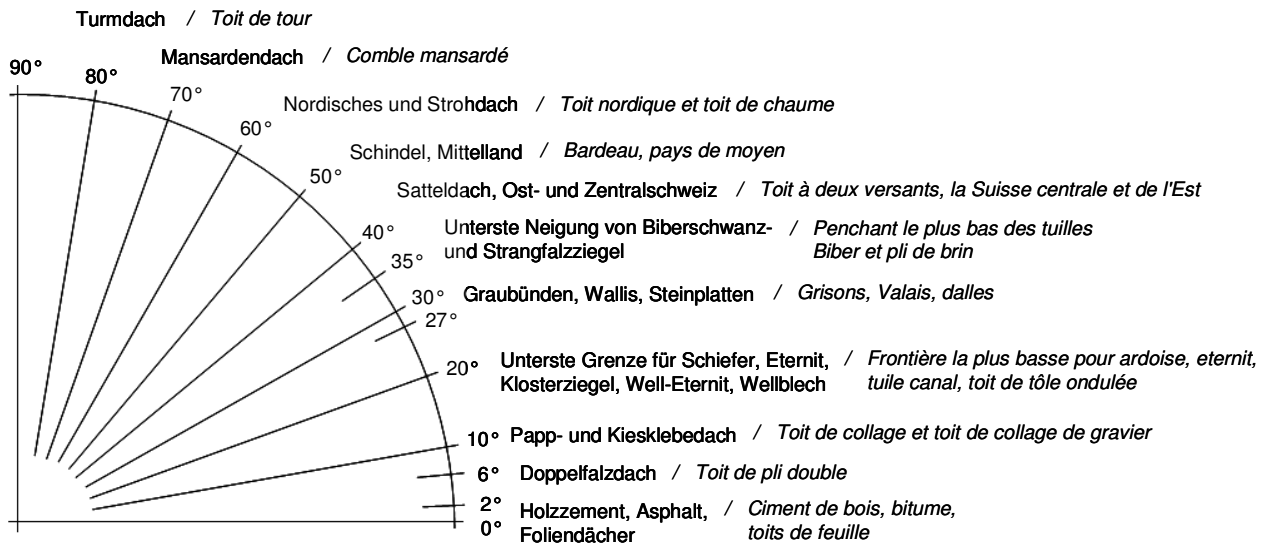 Turmdach / Toit de tour
Mansardendach / Comble mansardé
90°
80°
70°
Nordisches und Strohdach / Toit nordique et toit de chaume
60°
Schindel, Mittelland / Bardeau, pays de moyen
50°
Satteldach, Ost- und Zentralschweiz / Toit à deux versants, la Suisse centrale et de l'Est
40°
Unterste Neigung von Biberschwanz- / Penchant le plus bas des tuilles
und Strangfalzziegel Biber et pli de brin
35°
30° Graubünden, Wallis, Steinplatten / Grisons, Valais, dalles
27°
20° Unterste Grenze für Schiefer, Eternit, / Frontière la plus basse pour ardoise, eternit,
Klosterziegel, Well-Eternit, Wellblech tuile canal, toit de tôle ondulée
10° Papp- und Kiesklebedach / Toit de collage et toit de collage de gravier
6° Doppelfalzdach / Toit de pli double
2° Holzzement, Asphalt, / Ciment de bois, bitume,
0° Foliendächer toits de feuille